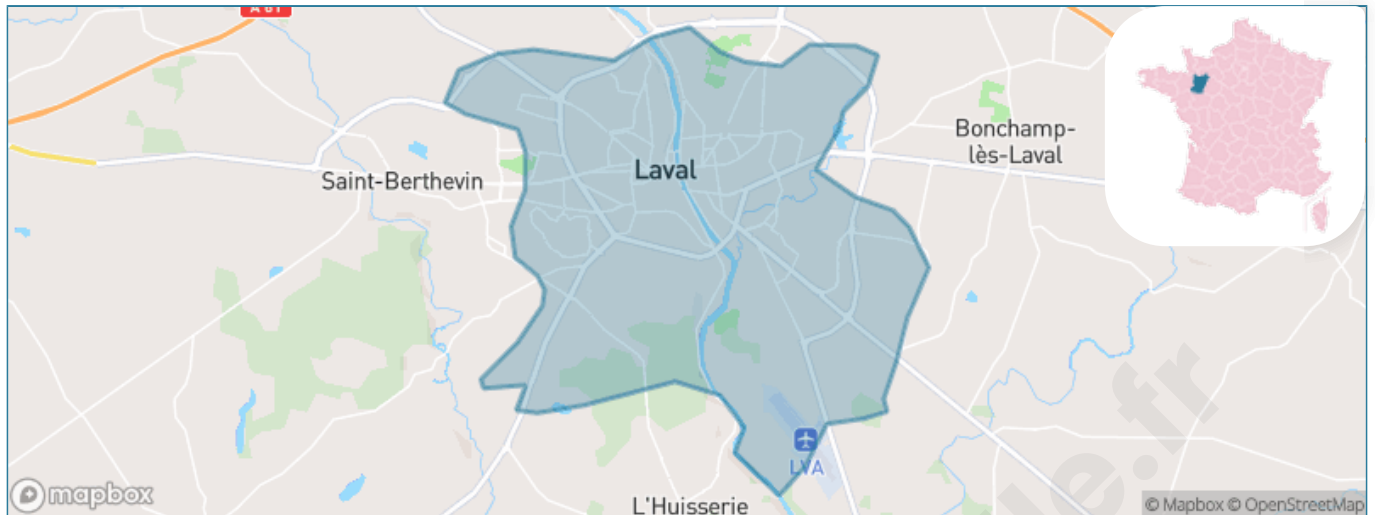 A 81
Bonchamp-
lès-Laval
Laval
Saint-Berthevin
LVA
L'Huisserie
mapbox
© Mapbox © OpenStreetMap